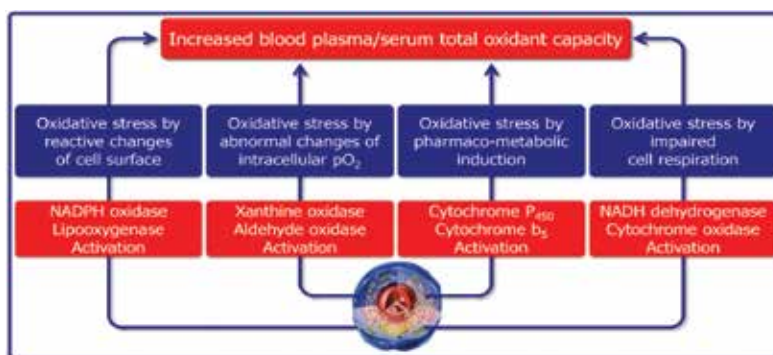 Increased blood plasma/serum total oxidant capacity
Oxidative stress by
reactive changes
of cell surface
Oxidative stress by
abnormal changes of
intracellular pO₂
Oxidative stress by
pharmaco-metabolic
induction
Oxidative stress by
impaired
cell respiration
NADPH oxidase
Lipooxygenase
Activation
Xanthine oxidase
Aldehyde oxidase
Activation
Cytochrome P₄₅₀
Cytochrome b₅
Activation
NADH dehydrogenase
Cytochrome oxidase
Activation